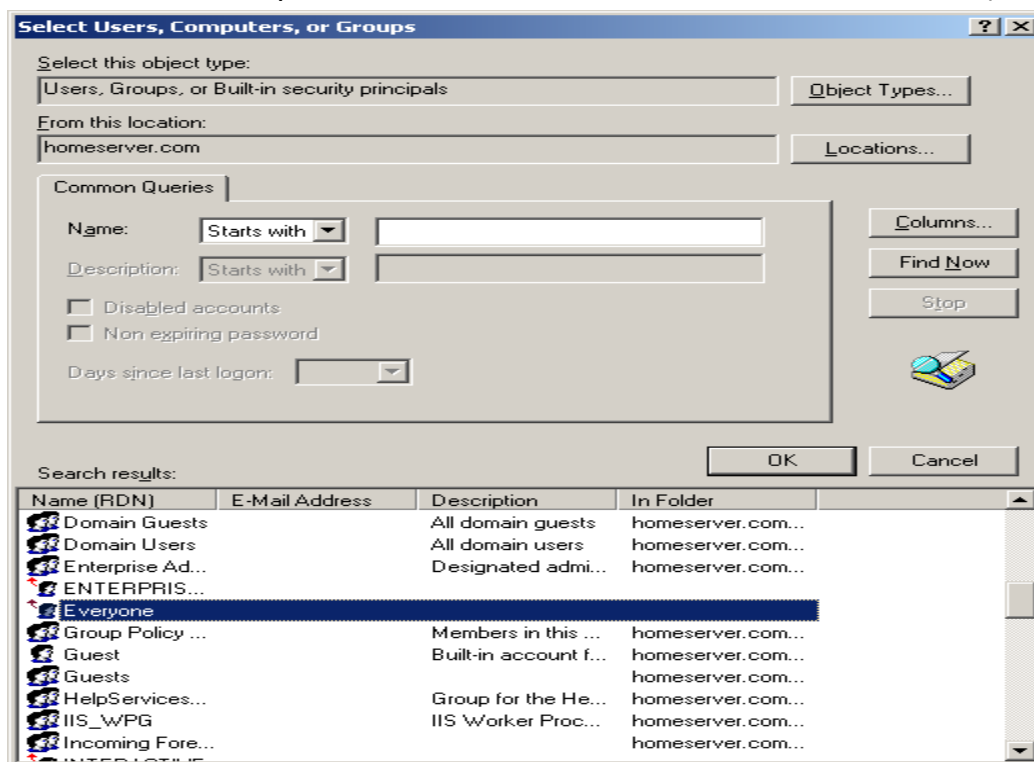 Select Users, Computers, or Groups
Select this object type:
Users, Groups, or Built-in security principals
Object Types...
From this location:
homeserver.com
Locations...
Common Queries
Name: Starts with
Columns...
Description: Starts with
Find Now
Disabled accounts
Stop
Non expiring password
Days since last logon:
OK Cancel
Search results:
Name (RDN) E-Mail Address Description In Folder
Domain Guests All domain guests homeserver.com...
Domain Users All domain users homeserver.com...
Enterprise Ad... Designated admi... homeserver.com...
ENTERPRIS...
Everyone
Group Policy ... Members in this ... homeserver.com...
Guest Built-in account f... homeserver.com...
Guests homeserver.com...
HelpServices... Group for the He... homeserver.com...
IIS_WPG IIS Worker Proc... homeserver.com...
Incoming Fore... homeserver.com...